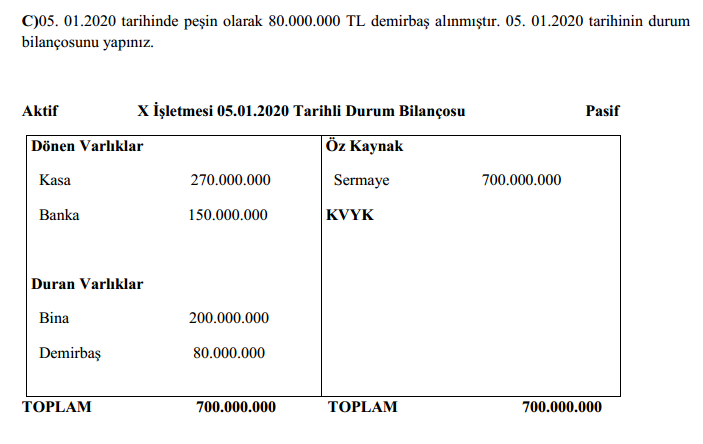 C)05. 01.2020 tarihinde peşin olarak 80.000.000 TL demirbaş alınmıştır. 05. 01.2020 tarihinin durum
bilançosunu yapınız.
Aktif X İşletmesi 05.01.2020 Tarihli Durum Bilançosu Pasif
Dönen Varlıklar Öz Kaynak
Kasa 270.000.000 Sermaye 700.000.000
Banka 150.000.000 KVYK
Duran Varlıklar
Bina 200.000.000
Demirbaş 80.000.000
TOPLAM 700.000.000 TOPLAM 700.000.000